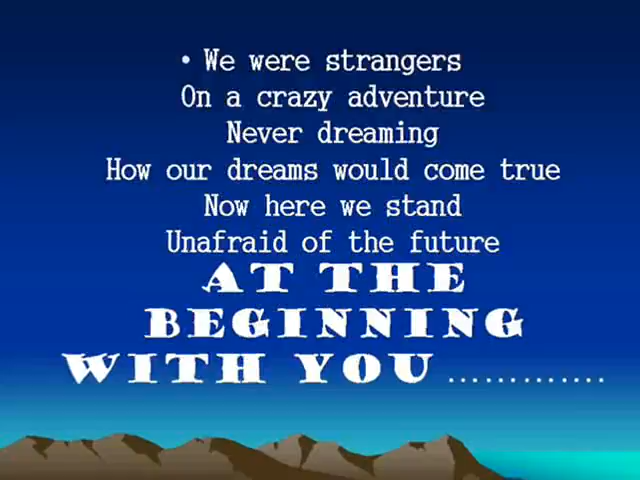 • We were strangers
On a crazy adventure
Never dreaming
How our dreams would come true
Now here we stand
Unafraid of the future
AT THE
BEGINNING
WITH YOU .............